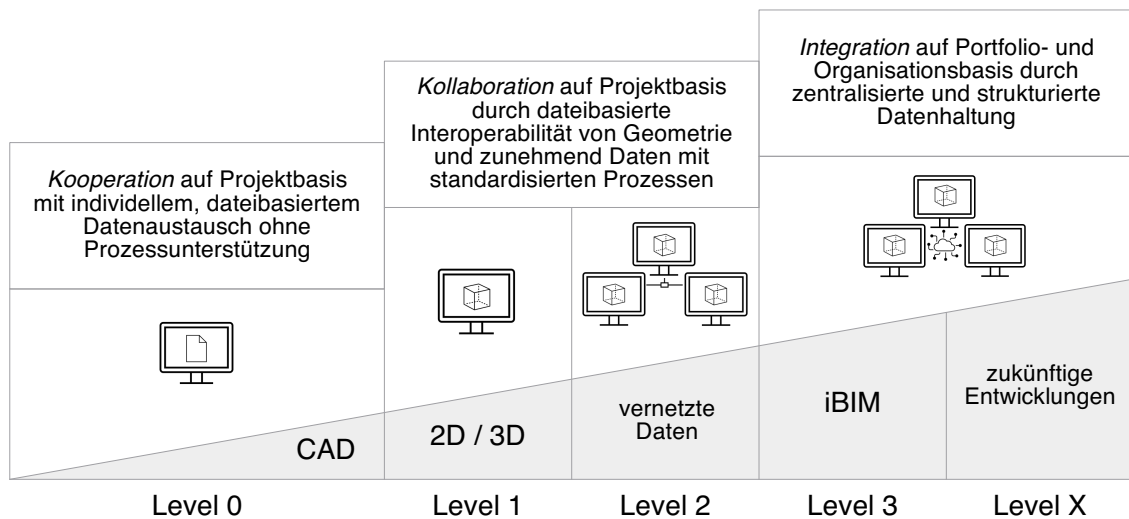 Kooperation auf Projektbasis
mit individuellem, dateibasiertem
Datenaustausch ohne
Prozessunterstützung
Kollaboration auf Projektbasis
durch dateibasierte
Interoperabilität von Geometrie
und zunehmend Daten mit
standardisierten Prozessen
Integration auf Portfolio- und
Organisationsbasis durch
zentralisierte und strukturierte
Datenhaltung
CAD
2D / 3D
vernetzte
Daten
iBIM
zukünftige
Entwicklungen
Level 0
Level 1
Level 2
Level 3
Level X